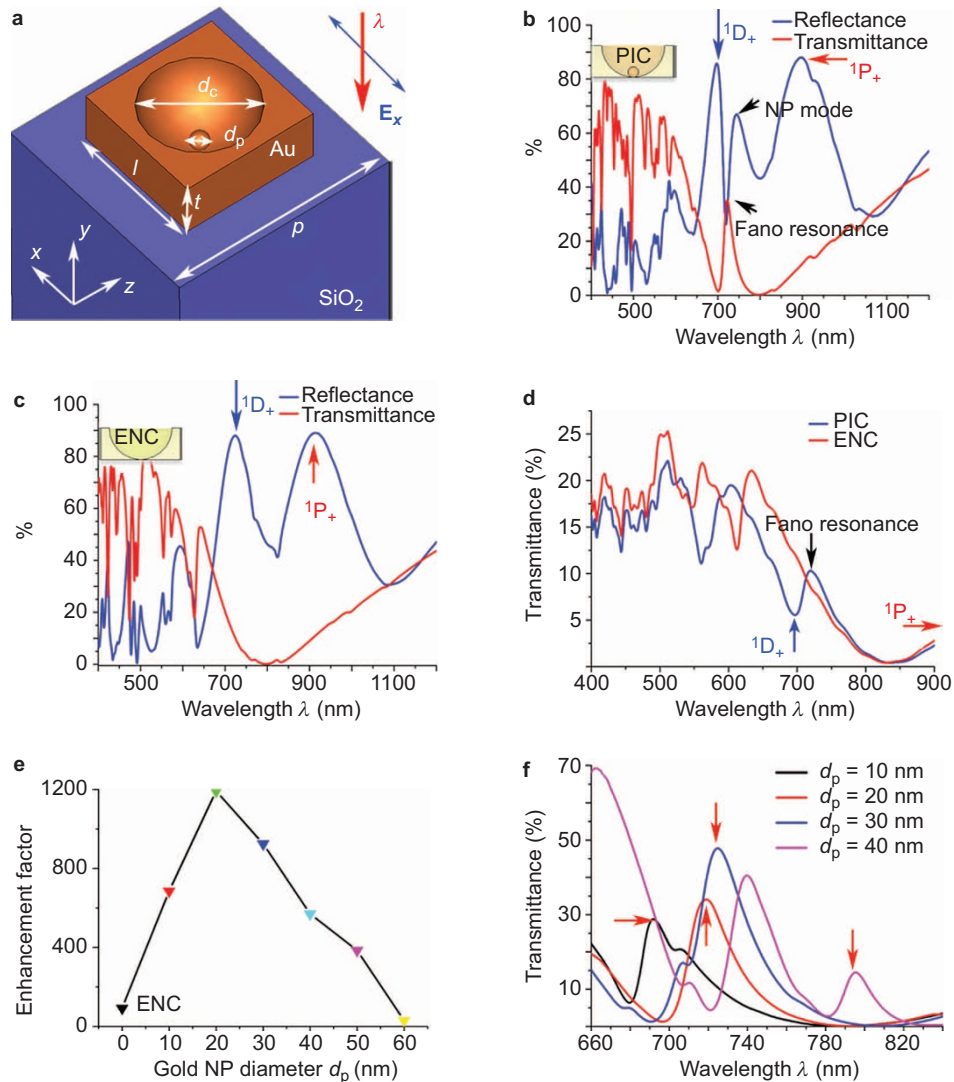 a
λ
E𝑥
d_c
d_p
Au
l
t
p
y
x
z
SiO₂
b
Reflectance
Transmittance
¹D₊
¹P₊
PIC
NP mode
Fano resonance
%
100
80
60
40
20
0
500 700 900 1100
Wavelength λ (nm)
c
Reflectance
Transmittance
¹D₊
¹P₊
ENC
%
100
80
60
40
20
0
500 700 900 1100
Wavelength λ (nm)
d
PIC
ENC
Fano resonance
¹P₊
¹D₊
Transmittance (%)
25
20
15
10
5
400 500 600 700 800 900
Wavelength λ (nm)
e
Enhancement factor
1200
800
400
0
ENC
0 10 20 30 40 50 60
Gold NP diameter d_p (nm)
f
d_p = 10 nm
d_p = 20 nm
d_p = 30 nm
d_p = 40 nm
Transmittance (%)
70
50
30
10
660 700 740 780 820
Wavelength λ (nm)